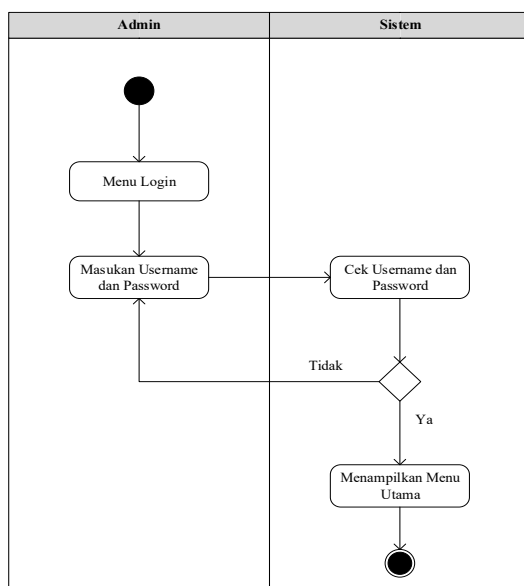 Admin
Sistem
Menu Login
Masukan Username
dan Password
Cek Username dan
Password
Tidak
Ya
Menampilkan Menu
Utama